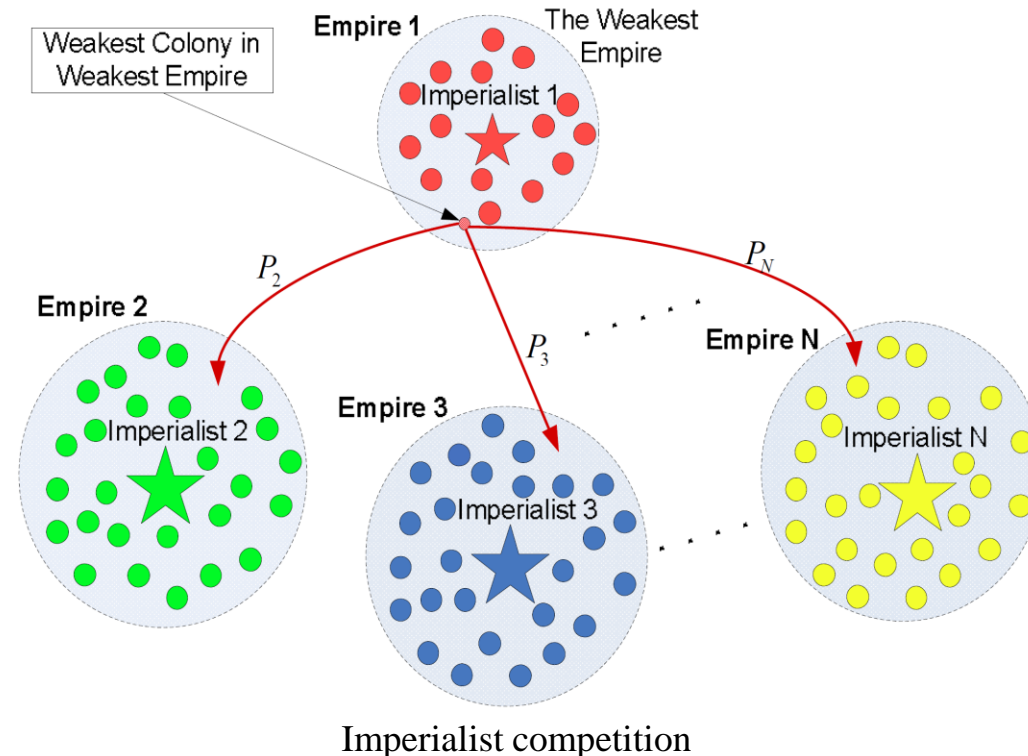 Empire 1
The Weakest
Empire
Weakest Colony in
Weakest Empire
Imperialist 1
P₂
P₃
P_N
Empire 2
Imperialist 2
Empire 3
Imperialist 3
Empire N
Imperialist N
Imperialist competition